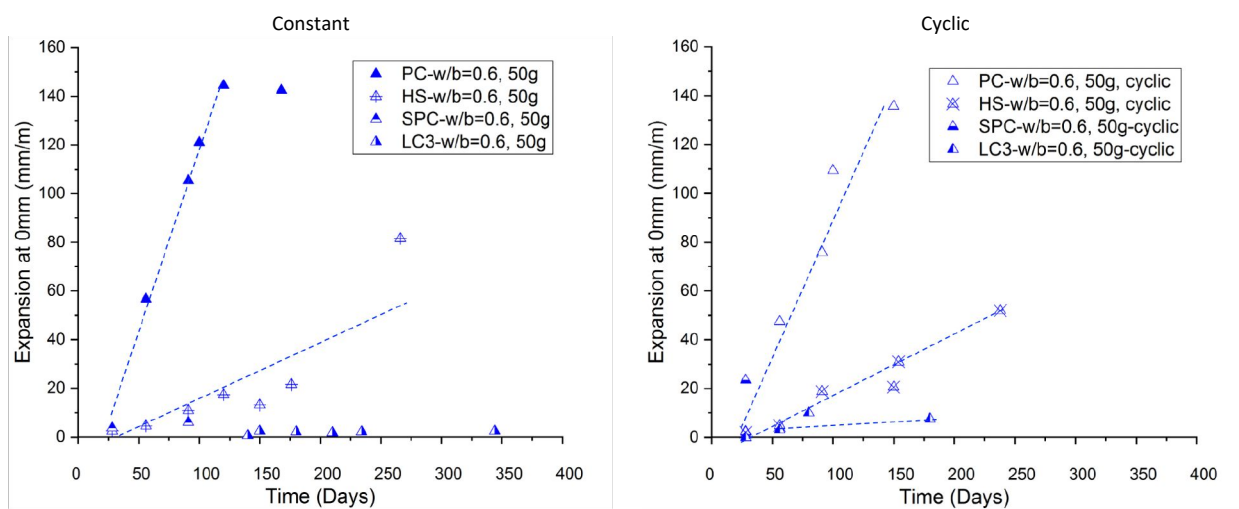 Constant
Cyclic
160
140
120
100
80
60
40
20
0
Expansion at 0mm (mm/m)
PC-w/b=0.6, 50g
HS-w/b=0.6, 50g
SPC-w/b=0.6, 50g
LC3-w/b=0.6, 50g
0 50 100 150 200 250 300 350 400
Time (Days)
160
140
120
100
80
60
40
20
0
Expansion at 0mm (mm/m)
PC-w/b=0.6, 50g, cyclic
HS-w/b=0.6, 50g, cyclic
SPC-w/b=0.6, 50g-cyclic
LC3-w/b=0.6, 50g-cyclic
0 50 100 150 200 250 300 350 400
Time (Days)